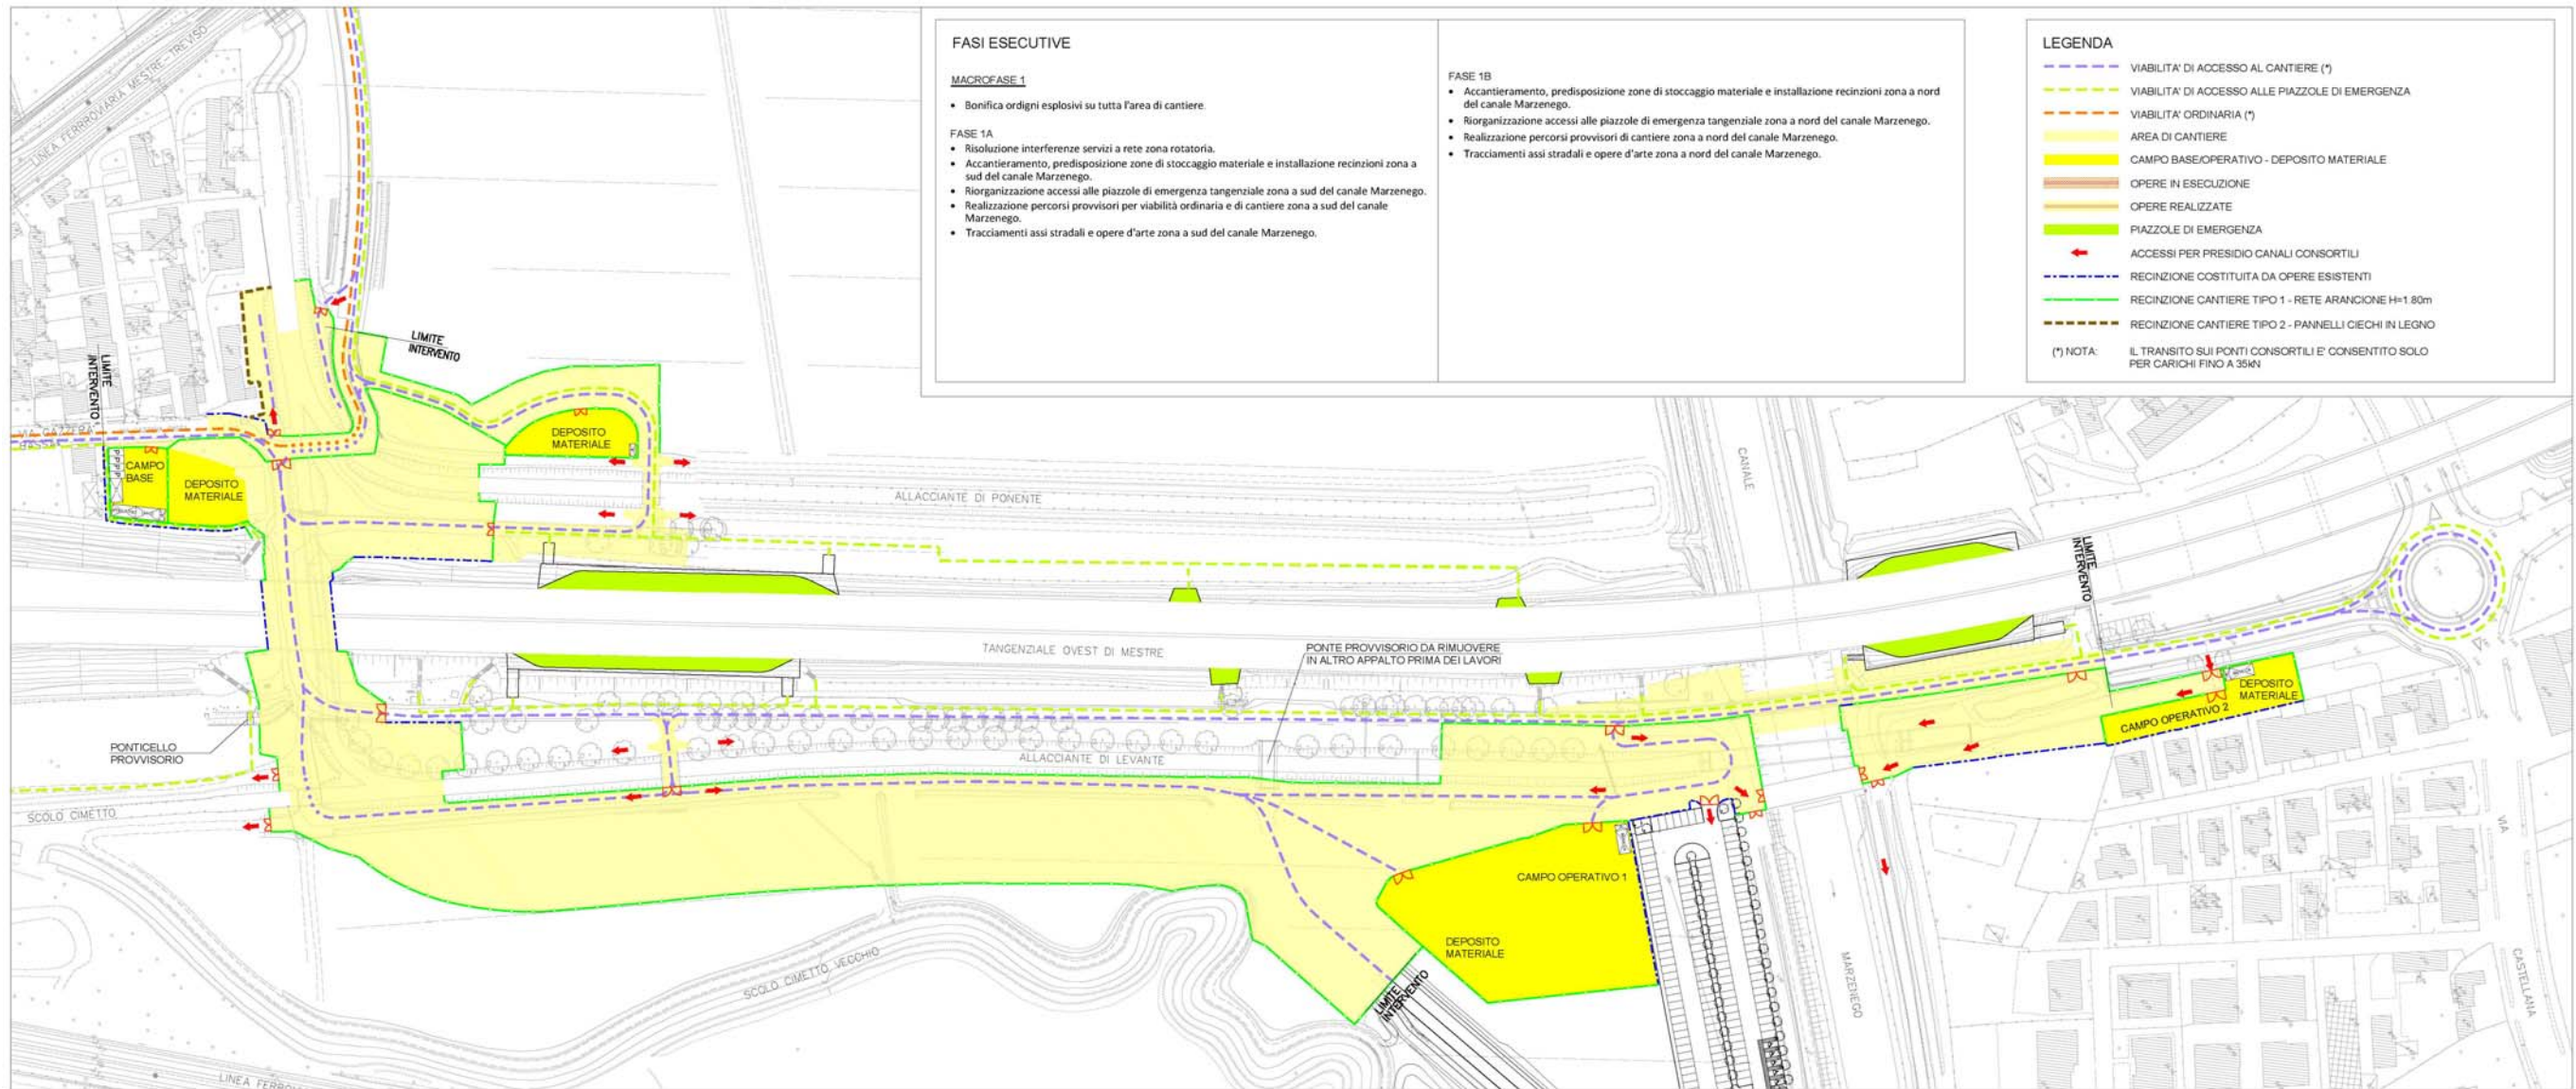 FASI ESECUTIVE
MACROFASE 1
• Bonifica ordigni esplosivi su tutta l'area di cantiere.
FASE 1A
• Risoluzione interferenze servizi a rete zona rotatoria.
• Accantieramento, predisposizione zone di stoccaggio materiale e installazione recinzioni zona a
sud del canale Marzenego.
• Riorganizzazione accessi alle piazzole di emergenza tangenziale zona a sud del canale Marzenego.
• Realizzazione percorsi provvisori per viabilità ordinaria e di cantiere zona a sud del canale
Marzenego.
• Tracciamenti assi stradali e opere d'arte zona a sud del canale Marzenego.
FASE 1B
• Accantieramento, predisposizione zone di stoccaggio materiale e installazione recinzioni zona a nord
del canale Marzenego.
• Riorganizzazione accessi alle piazzole di emergenza tangenziale zona a nord del canale Marzenego.
• Realizzazione percorsi provvisori di cantiere zona a nord del canale Marzenego.
• Tracciamenti assi stradali e opere d'arte zona a nord del canale Marzenego.
LEGENDA
VIABILITA' DI ACCESSO AL CANTIERE (*)
VIABILITA' DI ACCESSO ALLE PIAZZOLE DI EMERGENZA
VIABILITA' ORDINARIA (*)
AREA DI CANTIERE
CAMPO BASE/OPERATIVO - DEPOSITO MATERIALE
OPERE IN ESECUZIONE
OPERE REALIZZATE
PIAZZOLE DI EMERGENZA
ACCESSI PER PRESIDIO CANALI CONSORTILI
RECINZIONE COSTITUITA DA OPERE ESISTENTI
RECINZIONE CANTIERE TIPO 1 - RETE ARANCIONE H=1.80m
RECINZIONE CANTIERE TIPO 2 - PANNELLI CIECHI IN LEGNO
(*) NOTA: IL TRANSITO SUI PONTI CONSORTILI E' CONSENTITO SOLO
PER CARICHI FINO A 35kN
LINEA FERRROVIARIA MESTRE-TREVISO
LIMITE
INTERVENTO
LIMITE
INTERVENTO
VIA GAZZERA
BASSA
CAMPO
BASE
DEPOSITO
MATERIALE
DEPOSITO
MATERIALE
ALLACCIANTE DI PONENTE
CANALE
LIMITE
INTERVENTO
TANGENZIALE OVEST DI MESTRE
PONTE PROVVISORIO DA RIMUOVERE
IN ALTRO APPALTO PRIMA DEI LAVORI
DEPOSITO
MATERIALE
CAMPO OPERATIVO 2
PONTICELLO
PROVVISORIO
ALLACCIANTE DI LEVANTE
SCOLO CIMETTO
VIA
CAMPO OPERATIVO 1
DEPOSITO
MATERIALE
SCOLO CIMETTO VECCHIO
LIMITE
INTERVENTO
MARZENEGO
CASTELLANA